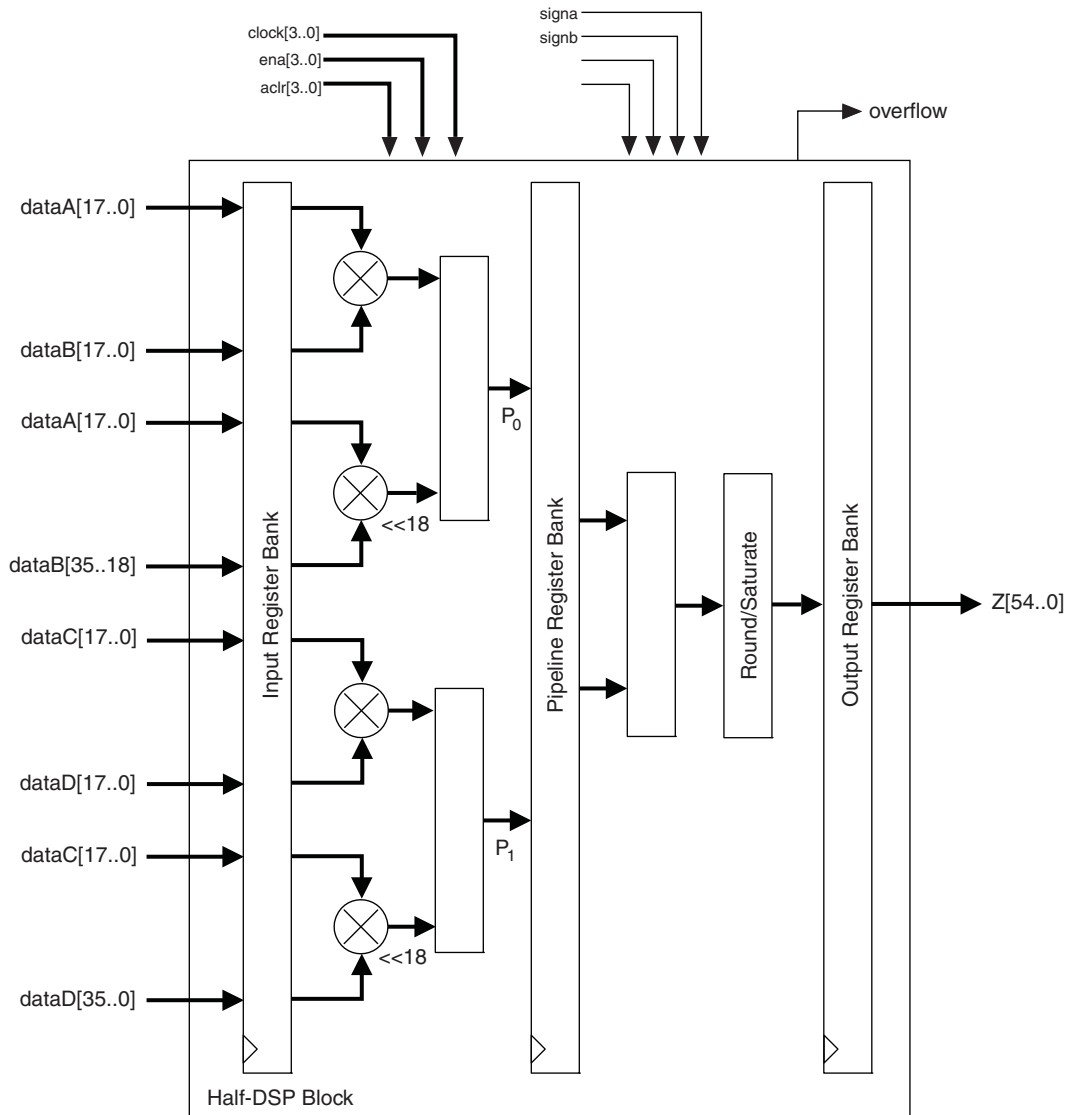 clock[3..0]
ena[3..0]
aclr[3..0]
signa
signb
overflow
dataA[17..0]
dataB[17..0]
dataA[17..0]
dataB[35..18]
dataC[17..0]
dataD[17..0]
dataC[17..0]
dataD[35..0]
Input Register Bank
<<18
<<18
P0
P1
Pipeline Register Bank
Round/Saturate
Output Register Bank
Z[54..0]
Half-DSP Block